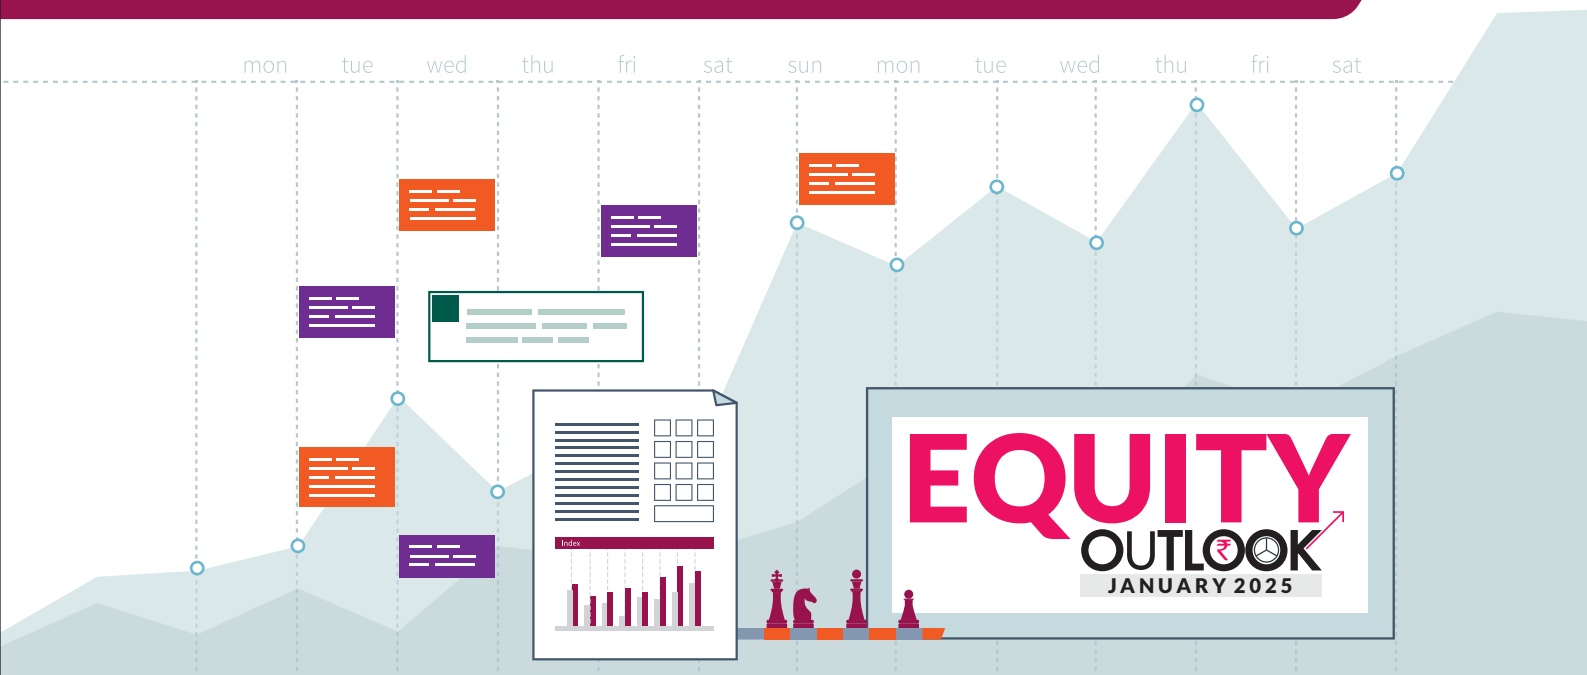 mon tue wed thu fri sat sun mon tue wed thu fri sat
Index
EQUITY
OUTLOOK
JANUARY 2025